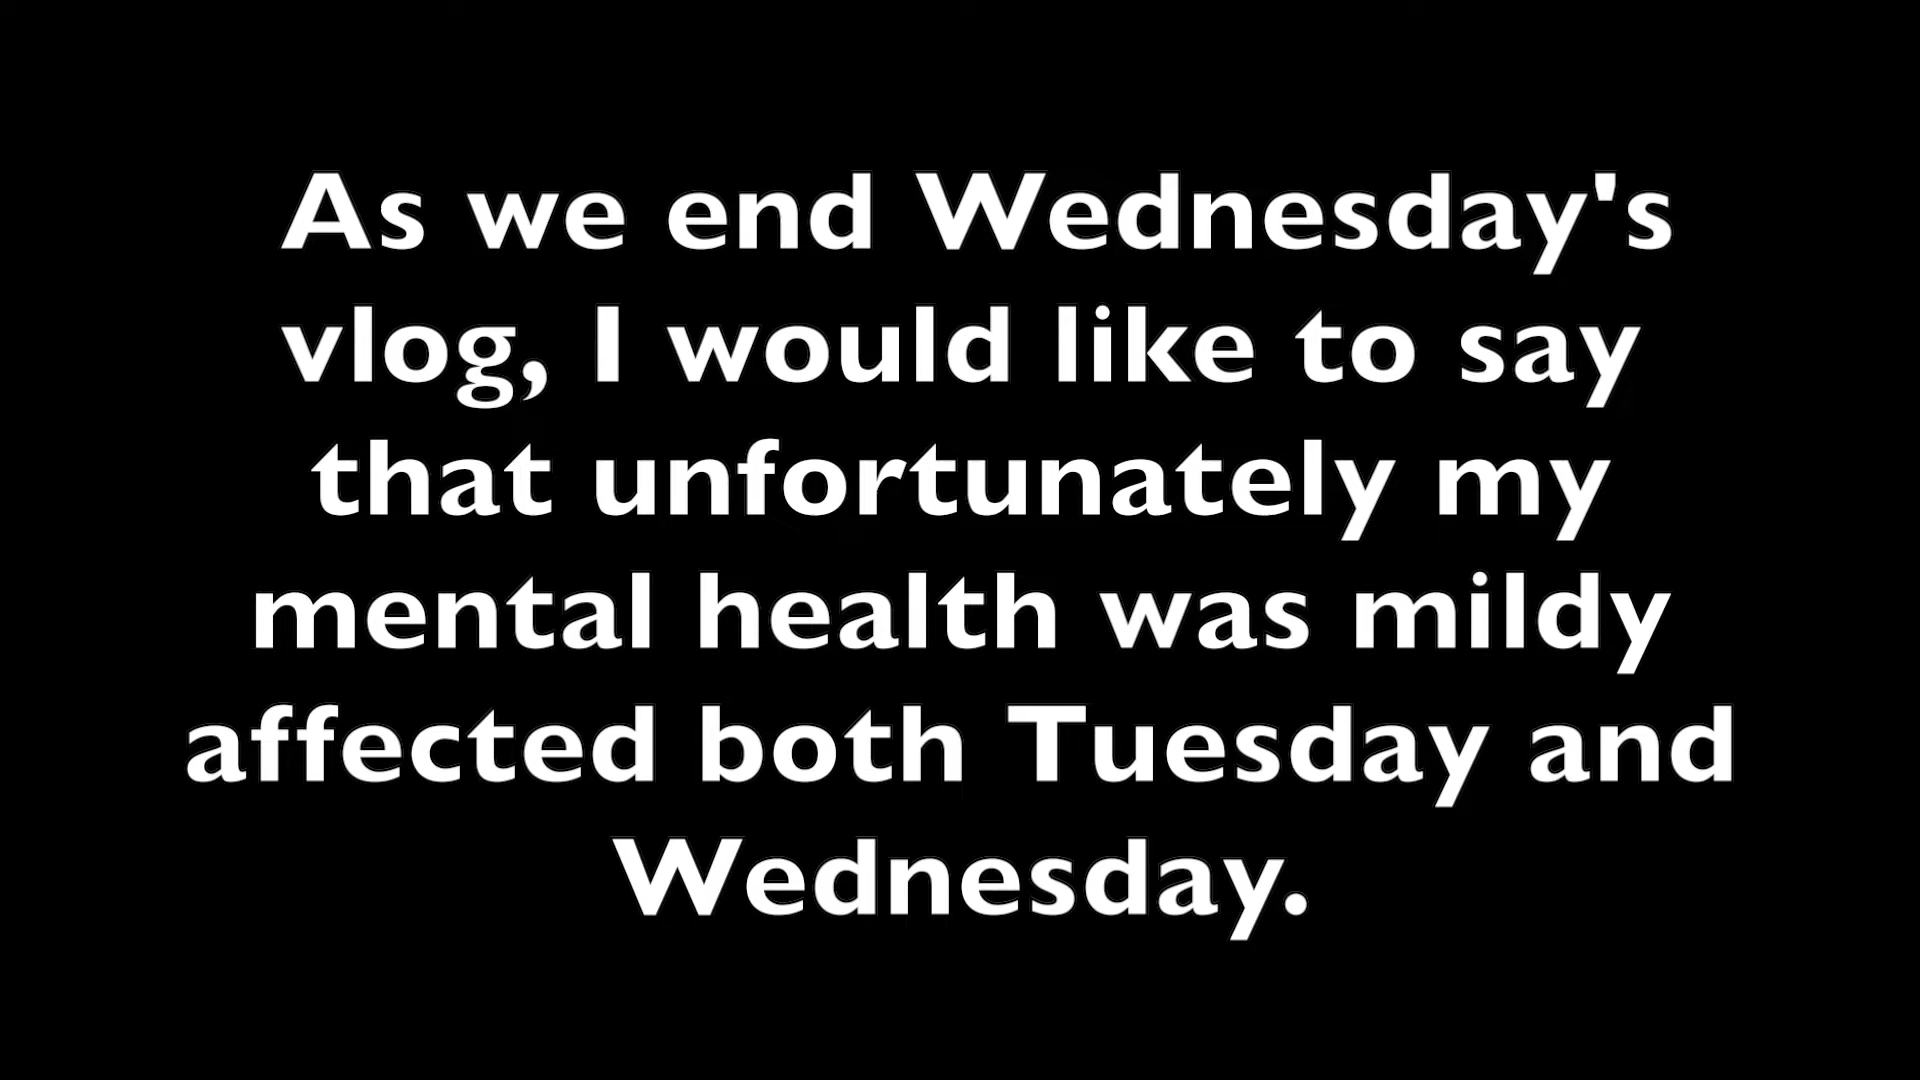 As we end Wednesday's
vlog, I would like to say
that unfortunately my
mental health was mildy
affected both Tuesday and
Wednesday.